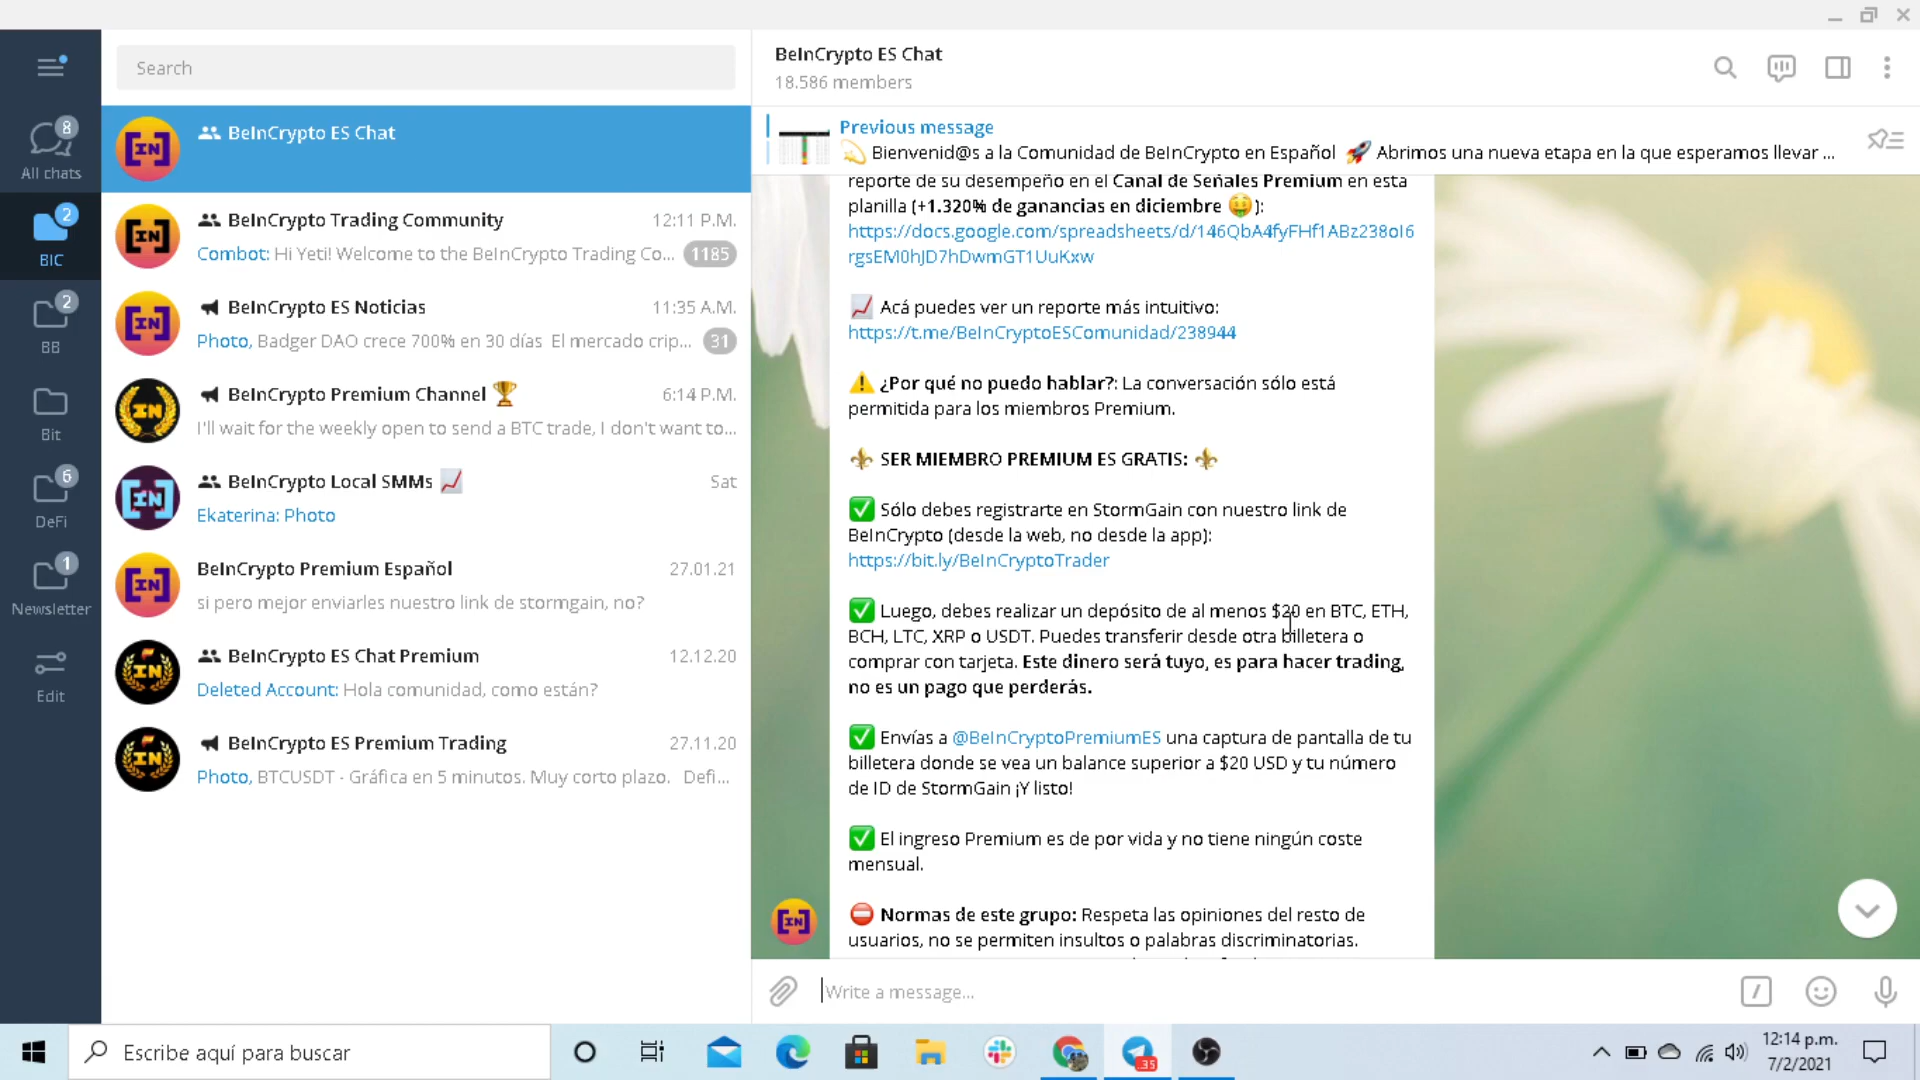 Search
BeInCrypto ES Chat
18.586 members
Previous message
Bienvenid@s a la Comunidad de BeInCrypto en Español 🚀 Abrimos una nueva etapa en la que esperamos llevar ...
8
All chats
2
BIC
2
BB
Bit
6
DeFi
1
Newsletter
Edit
BeInCrypto ES Chat
BeInCrypto Trading Community 12:11 P.M.
Combot: Hi Yeti! Welcome to the BeInCrypto Trading Co... 1185
BeInCrypto ES Noticias 11:35 A.M.
Photo, Badger DAO crece 700% en 30 días El mercado crip... 31
BeInCrypto Premium Channel 🏆 6:14 P.M.
I'll wait for the weekly open to send a BTC trade, I don't want to...
BeInCrypto Local SMMs 📈 Sat
Ekaterina: Photo
BeInCrypto Premium Español 27.01.21
si pero mejor enviarles nuestro link de stormgain, no?
BeInCrypto ES Chat Premium 12.12.20
Deleted Account: Hola comunidad, como están?
BeInCrypto ES Premium Trading 27.11.20
Photo, BTCUSDT - Gráfica en 5 minutos. Muy corto plazo. Defi...
reporte de su desempeño en el Canal de Señales Premium en esta
planilla (+1.320% de ganancias en diciembre 🤑):
https://docs.google.com/spreadsheets/d/146QbA4fyFHf1ABz238oI6
rgsEM0hJD7hDwmGT1UuKxw
📈 Acá puedes ver un reporte más intuitivo:
https://t.me/BeInCryptoESComunidad/238944
⚠️ ¿Por qué no puedo hablar?: La conversación sólo está
permitida para los miembros Premium.
⚜️ SER MIEMBRO PREMIUM ES GRATIS: ⚜️
✅ Sólo debes registrarte en StormGain con nuestro link de
BeInCrypto (desde la web, no desde la app):
https://bit.ly/BeInCryptoTrader
✅ Luego, debes realizar un depósito de al menos $20 en BTC, ETH,
BCH, LTC, XRP o USDT. Puedes transferir desde otra billetera o
comprar con tarjeta. Este dinero será tuyo, es para hacer trading,
no es un pago que perderás.
✅ Envías a @BeInCryptoPremiumES una captura de pantalla de tu
billetera donde se vea un balance superior a $20 USD y tu número
de ID de StormGain ¡Y listo!
✅ El ingreso Premium es de por vida y no tiene ningún coste
mensual.
⛔ Normas de este grupo: Respeta las opiniones del resto de
usuarios, no se permiten insultos o palabras discriminatorias.
Write a message...
Escribe aquí para buscar
35
12:14 p.m.
7/2/2021